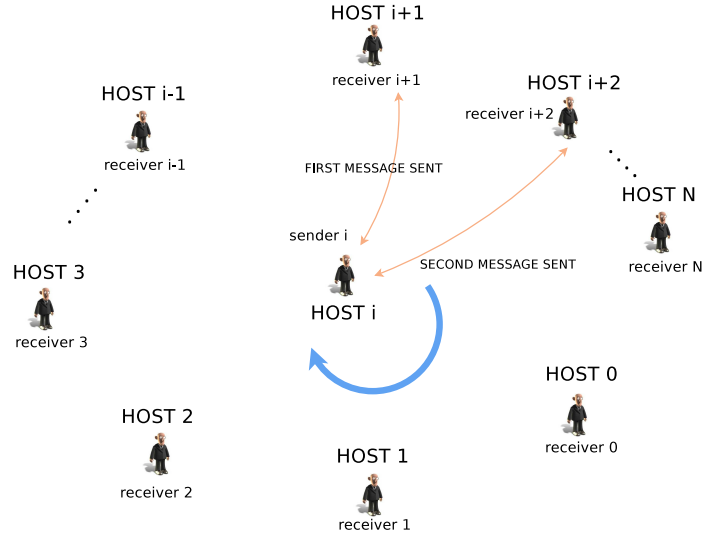 HOST i+1
receiver i+1
HOST i-1
receiver i-1
HOST i+2
receiver i+2
FIRST MESSAGE SENT
HOST N
receiver N
sender i
SECOND MESSAGE SENT
HOST i
HOST 3
receiver 3
HOST 0
receiver 0
HOST 2
receiver 2
HOST 1
receiver 1